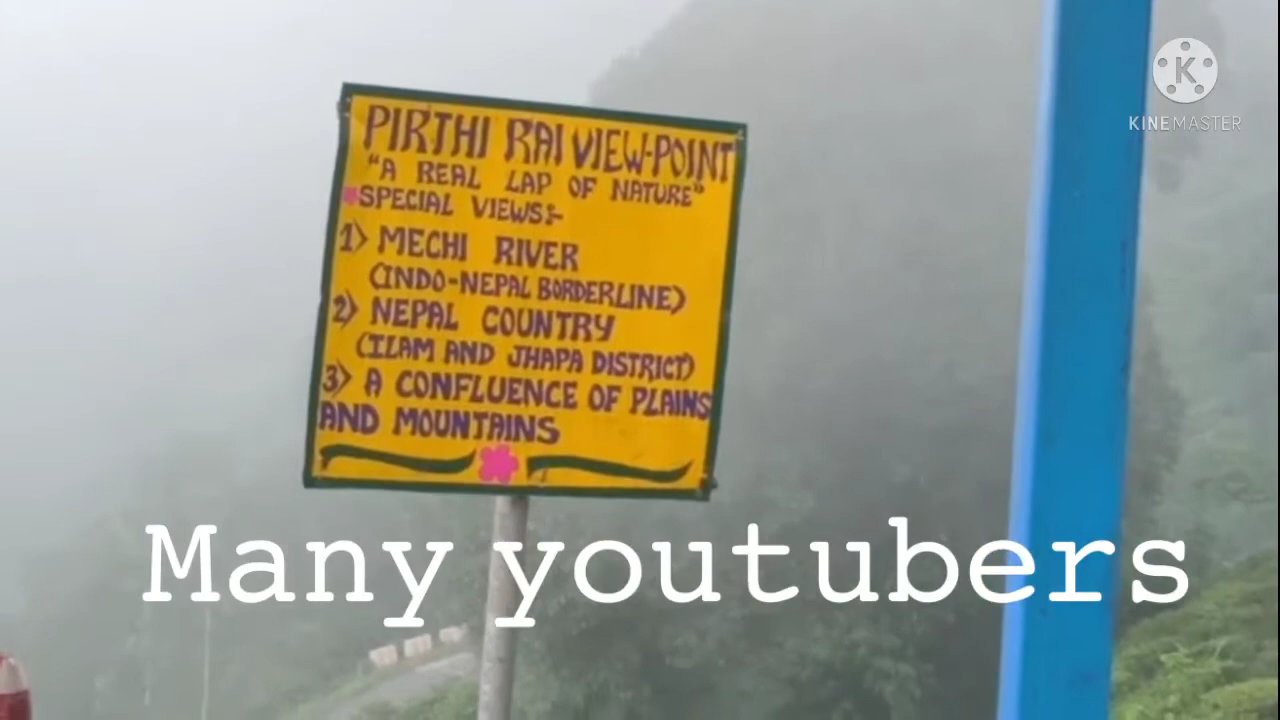 PIRTHI RAI VIEW-POINT
"A REAL LAP OF NATURE"
SPECIAL VIEWS:-
1> MECHI RIVER
(INDO-NEPAL BORDERLINE)
2> NEPAL COUNTRY
(ILAM AND JHAPA DISTRICT)
3> A CONFLUENCE OF PLAINS
AND MOUNTAINS
Many youtubers
K
KINEMASTER